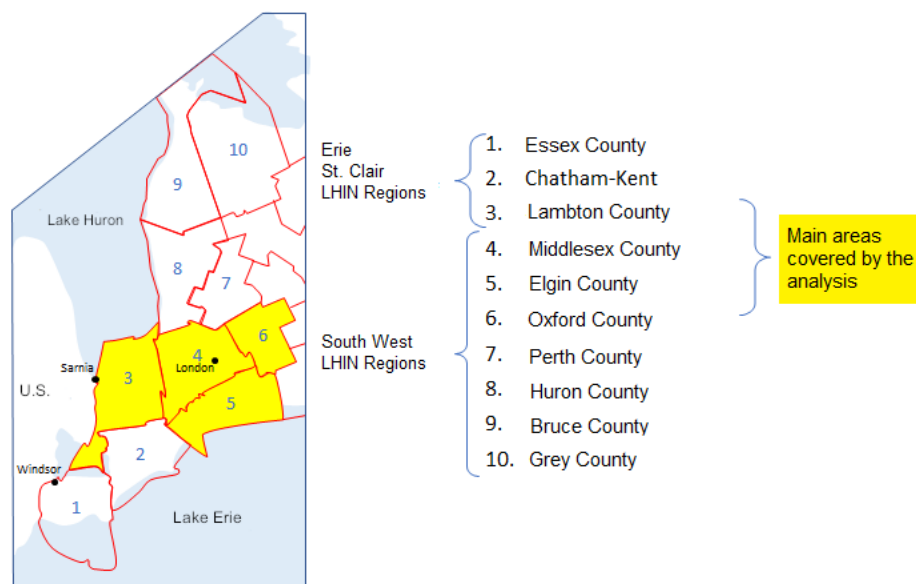 10
9
Lake Huron
8
7
6
4
London
Sarnia
3
U.S.
5
2
Windsor
1
Lake Erie
Erie
St. Clair
LHIN Regions
South West
LHIN Regions
1. Essex County
2. Chatham-Kent
3. Lambton County
4. Middlesex County
5. Elgin County
6. Oxford County
7. Perth County
8. Huron County
9. Bruce County
10. Grey County
Main areas
covered by the
analysis